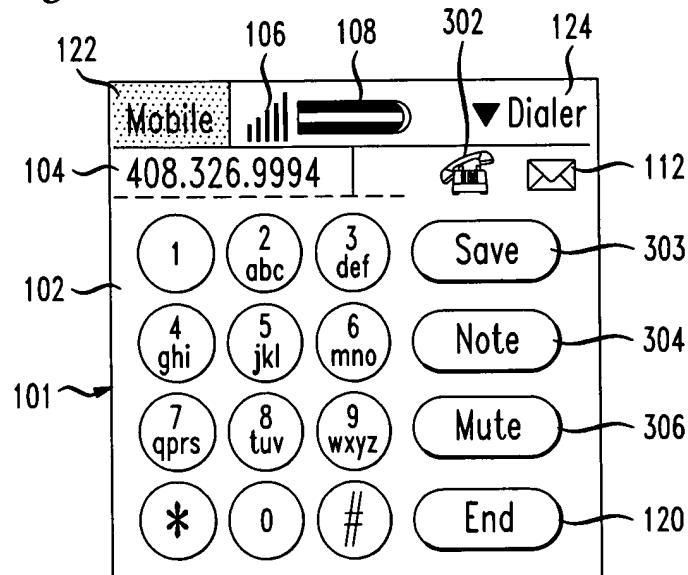 122 106 108 302 124
Mobile ▼ Dialer
104 408.326.9994 112
1 2 abc 3 def Save 303
102
4 ghi 5 jkl 6 mno Note 304
101
7 qprs 8 tuv 9 wxyz Mute 306
* 0 # End 120